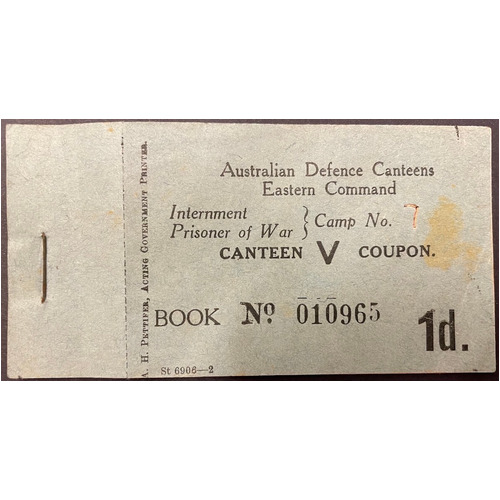 Australian Defence Canteens
Eastern Command
Internment
Prisoner of War } Camp No. 7
CANTEEN V COUPON.
BOOK No 010965
1d.
St 6906—2
A. H. PETTIFER, ACTING GOVERNMENT PRINTER.